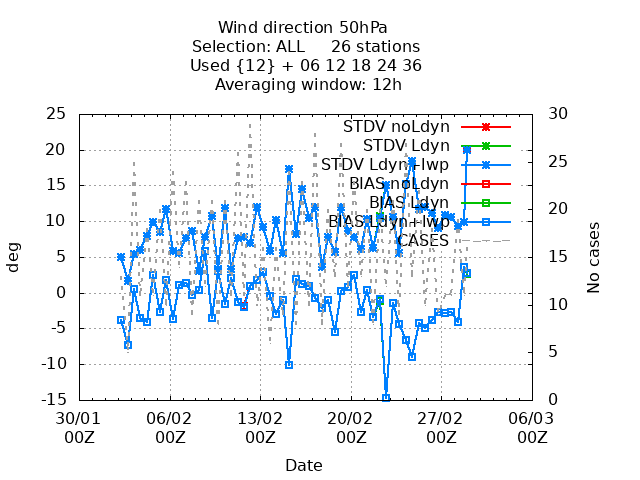 Wind direction 50hPa
Selection: ALL 26 stations
Used {12} + 06 12 18 24 36
Averaging window: 12h
25
20
15
10
5
0
-5
-10
-15
deg
30
25
20
15
10
5
0
No cases
STDV noLdyn
STDV Ldyn
STDV Ldyn+lwp
BIAS noLdyn
BIAS Ldyn
BIAS Ldyn+lwp
CASES
30/01 06/02 13/02 20/02 27/02 06/03
00Z 00Z 00Z 00Z 00Z 00Z
Date